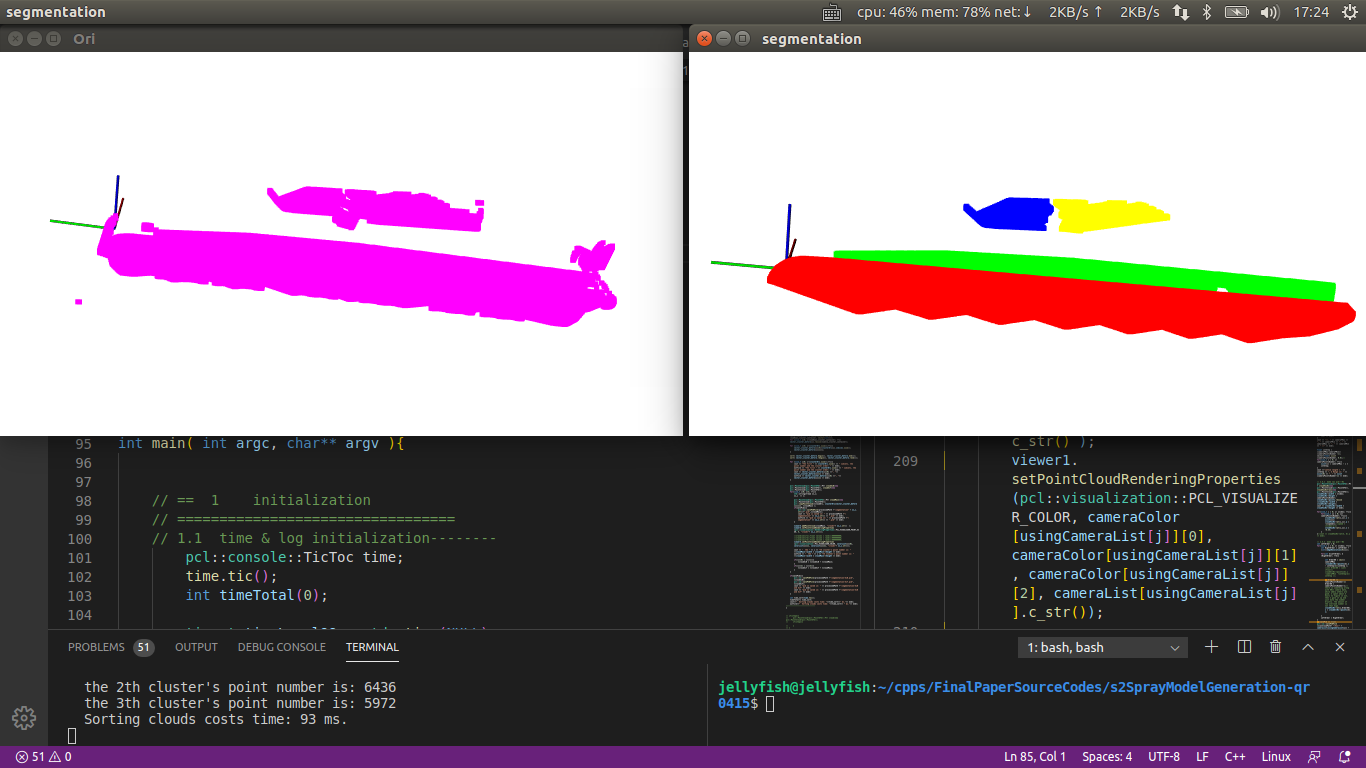 segmentation
cpu: 46% mem: 78% net:↓ 2KB/s ↑ 2KB/s
17:24
Ori
segmentation
95 int main( int argc, char** argv ){
96
97
98 // == 1 initialization
99 // =================================
100 // 1.1 time & log initialization--------
101 pcl::console::TicToc time;
102 time.tic();
103 int timeTotal(0);
104
c_str() );
209 viewer1.
setPointCloudRenderingProperties
(pcl::visualization::PCL_VISUALIZE
R_COLOR, cameraColor
[usingCameraList[j]][0],
cameraColor[usingCameraList[j]][1]
, cameraColor[usingCameraList[j]]
[2], cameraList[usingCameraList[j]
].c_str());
PROBLEMS 51 OUTPUT DEBUG CONSOLE TERMINAL
1: bash, bash
the 2th cluster's point number is: 6436
the 3th cluster's point number is: 5972
Sorting clouds costs time: 93 ms.
jellyfish@jellyfish:~/cpps/FinalPaperSourceCodes/s2SprayModelGeneration-qr
0415$
51 0
Ln 85, Col 1 Spaces: 4 UTF-8 LF C++ Linux